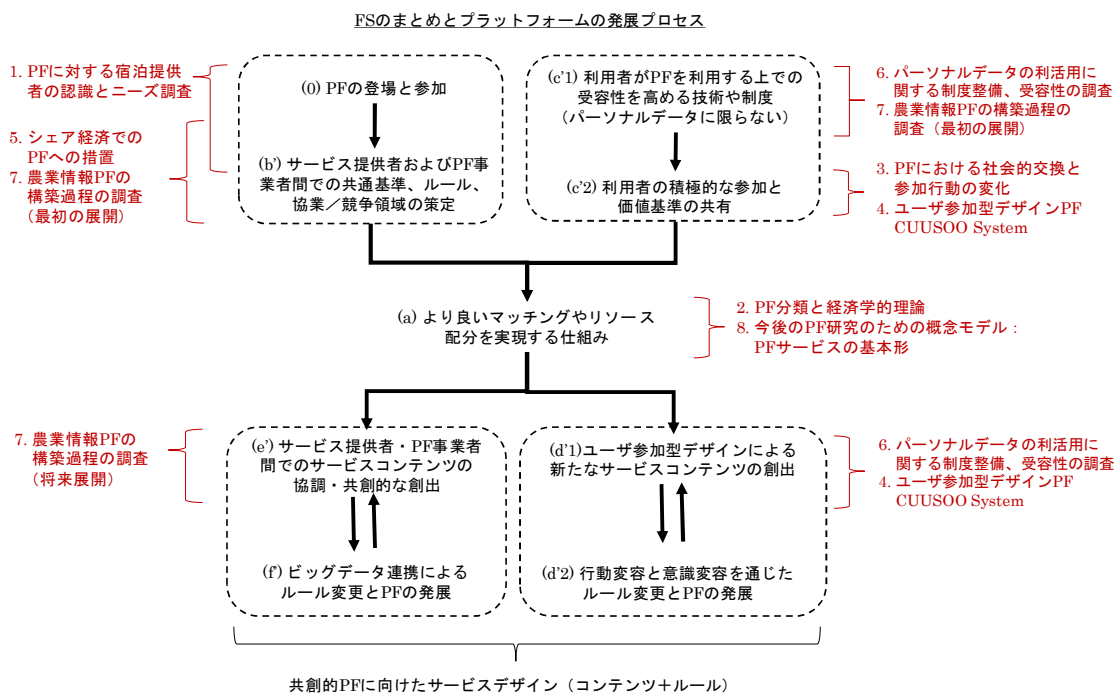 FSのまとめとプラットフォームの発展プロセス
1. PFに対する宿泊提供
者の認識とニーズ調査
5. シェア経済での
PFへの措置
7. 農業情報PFの
構築過程の調査
（最初の展開）
(0) PFの登場と参加
(b') サービス提供者およびPF事
業者間での共通基準、ルール、
協業／競争領域の策定
(c'1) 利用者がPFを利用する上での
受容性を高める技術や制度
（パーソナルデータに限らない）
(c'2) 利用者の積極的な参加と
価値基準の共有
6. パーソナルデータの利活用に
関する制度整備、受容性の調査
7. 農業情報PFの構築過程の
調査（最初の展開）
3. PFにおける社会的交換と
参加行動の変化
4. ユーザ参加型デザインPF
CUUSOO System
(a) より良いマッチングやリソース
配分を実現する仕組み
2. PF分類と経済学的理論
8. 今後のPF研究のための概念モデル：
PFサービスの基本形
7. 農業情報PFの
構築過程の調査
（将来展開）
(e') サービス提供者・PF事業者
間でのサービスコンテンツの
協調・共創的な創出
(f') ビッグデータ連携による
ルール変更とPFの発展
(d'1)ユーザ参加型デザインによる
新たなサービスコンテンツの創出
(d'2) 行動変容と意識変容を通じた
ルール変更とPFの発展
6. パーソナルデータの利活用に
関する制度整備、受容性の調査
4. ユーザ参加型デザインPF
CUUSOO System
共創的PFに向けたサービスデザイン（コンテンツ+ルール）